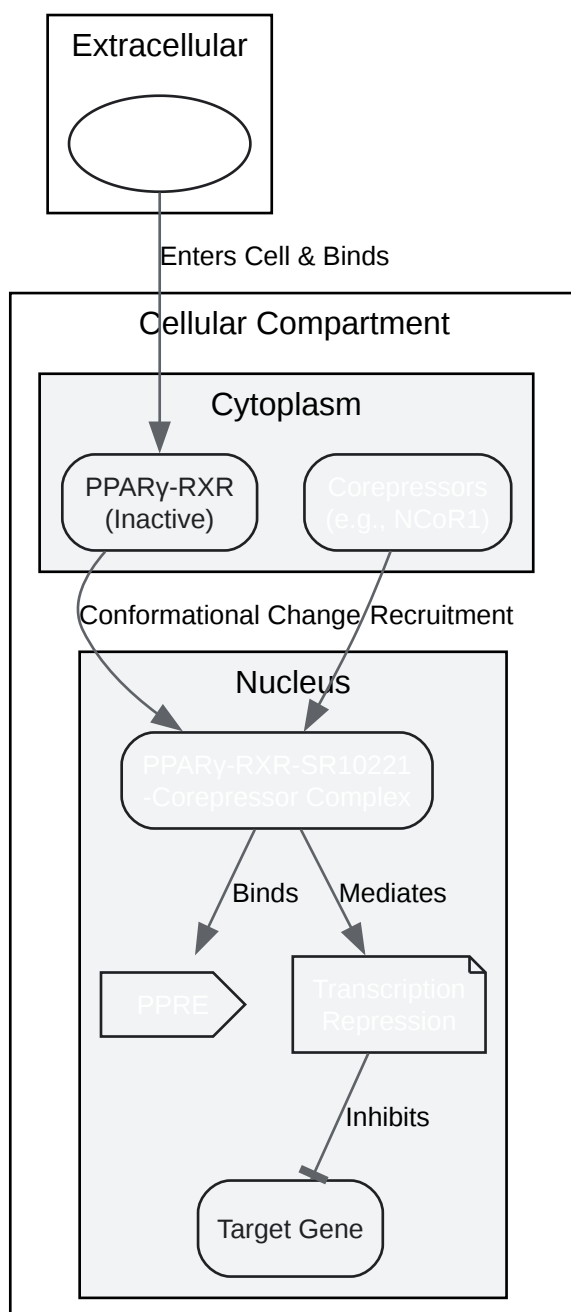 Extracellular
Enters Cell & Binds
Cellular Compartment
Cytoplasm
PPARγ-RXR
(Inactive)
Corepressors
(e.g., NCoR1)
Conformational Change
Recruitment
Nucleus
PPARγ-RXR-SR10221
-Corepressor Complex
Binds
Mediates
PPRE
Transcription
Repression
Inhibits
Target Gene